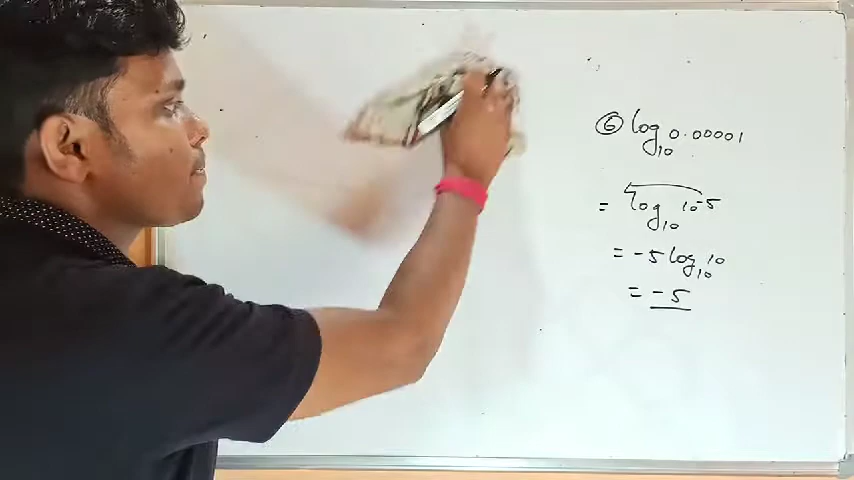 ⑥ log₁₀ 0.00001
= log₁₀ 10⁻⁵
= -5 log₁₀ 10
= -5